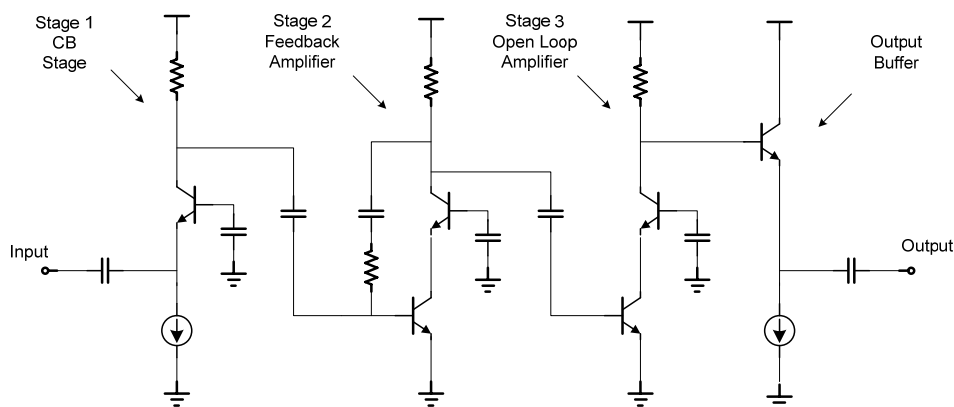 Stage 1
CB
Stage
Stage 2
Feedback
Amplifier
Stage 3
Open Loop
Amplifier
Output
Buffer
Input
Output